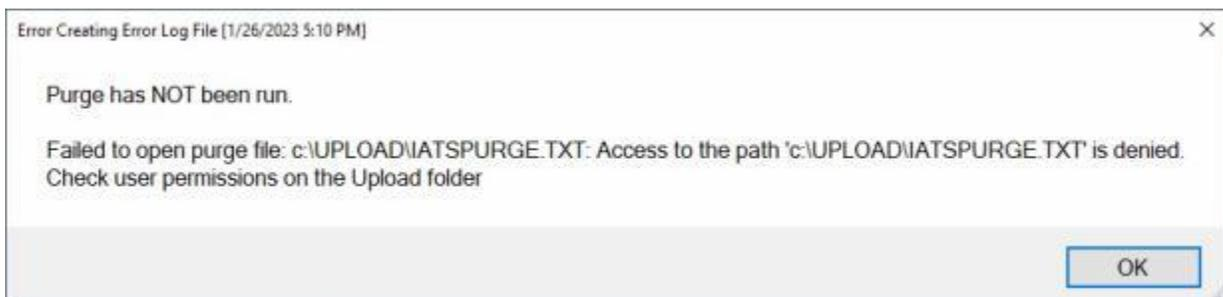 Error Creating Error Log File [1/26/2023 5:10 PM]
Purge has NOT been run.
Failed to open purge file: c:\UPLOAD\IATSPURGE.TXT: Access to the path 'c:\UPLOAD\IATSPURGE.TXT' is denied.
Check user permissions on the Upload folder
OK